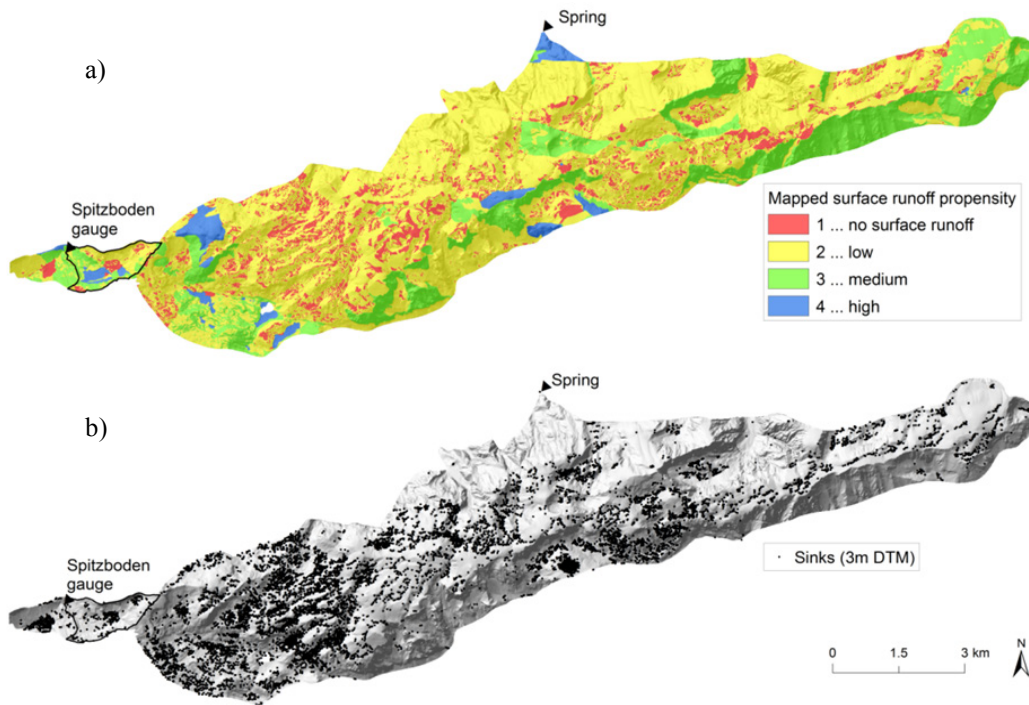 Spring
a)
Spitzboden
gauge
Mapped surface runoff propensity
1 ... no surface runoff
2 ... low
3 ... medium
4 ... high
Spring
b)
Spitzboden
gauge
Sinks (3m DTM)
0 1.5 3 km
N